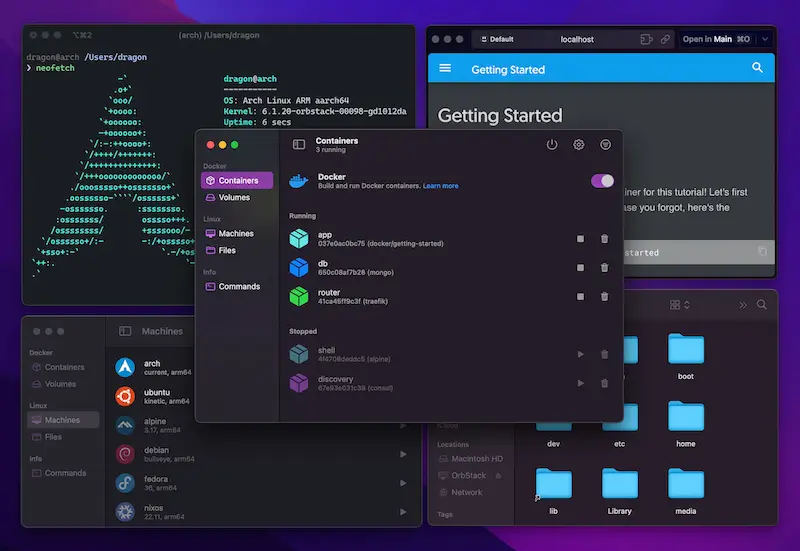 ⌥⌘2
(arch) /Users/dragon
dragon@arch /Users/dragon
❯ neofetch
dragon@arch
OS: Arch Linux ARM aarch64
Kernel: 6.1.20-orbstack-00098-gd1012da
Uptime: 6 secs
Default
localhost
Open in Main ⌘O
Getting Started
Getting Started
iner for this tutorial! Let's first
ase you forgot, here's the
started
Containers
3 running
Docker
Containers
Volumes
Linux
Machines
Files
Info
Commands
Docker
Build and run Docker containers. Learn more
Running
app
037e0ac0bc75 (docker/getting-started)
db
650c08af7b28 (mongo)
router
41ca45ff9c3f (traefik)
Stopped
shell
4f4708deddc5 (alpine)
discovery
67e93e631c38 (consul)
Machines
Docker
Containers
Volumes
Linux
Machines
Files
Info
Commands
arch
current, arm64
ubuntu
kinetic, arm64
alpine
3.17, arm64
debian
bullseye, arm64
fedora
36, arm64
nixos
22.11, arm64
iCloud
Locations
Macintosh HD
OrbStack
Network
Tags
boot
dev
etc
home
lib
Library
media